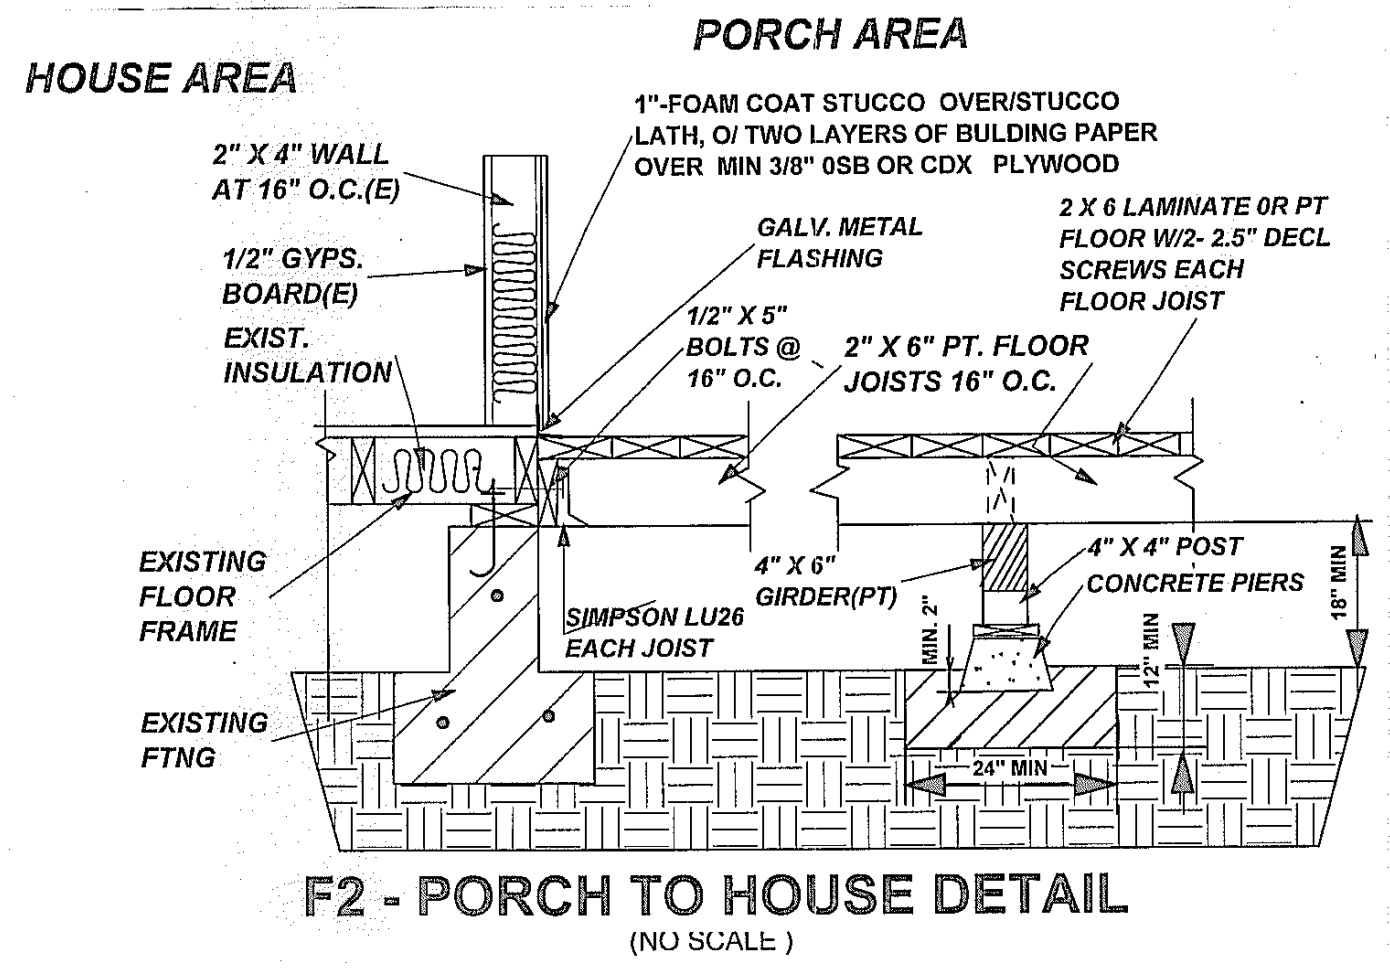 PORCH AREA
HOUSE AREA
1"-FOAM COAT STUCCO OVER/STUCCO
LATH, O/ TWO LAYERS OF BULDING PAPER
OVER MIN 3/8" 0SB OR CDX PLYWOOD
2" X 4" WALL
AT 16" O.C.(E)
1/2" GYPS.
BOARD(E)
EXIST.
INSULATION
GALV. METAL
FLASHING
1/2" X 5"
BOLTS @
16" O.C.
2 X 6 LAMINATE 0R PT
FLOOR W/2- 2.5" DECL
SCREWS EACH
FLOOR JOIST
2" X 6" PT. FLOOR
JOISTS 16" O.C.
EXISTING
FLOOR
FRAME
EXISTING
FTNG
SIMPSON LU26
EACH JOIST
4" X 6"
GIRDER(PT)
4" X 4" POST
CONCRETE PIERS
MIN. 2"
12" MIN
18" MIN
24" MIN
F2 - PORCH TO HOUSE DETAIL
(NO SCALE )